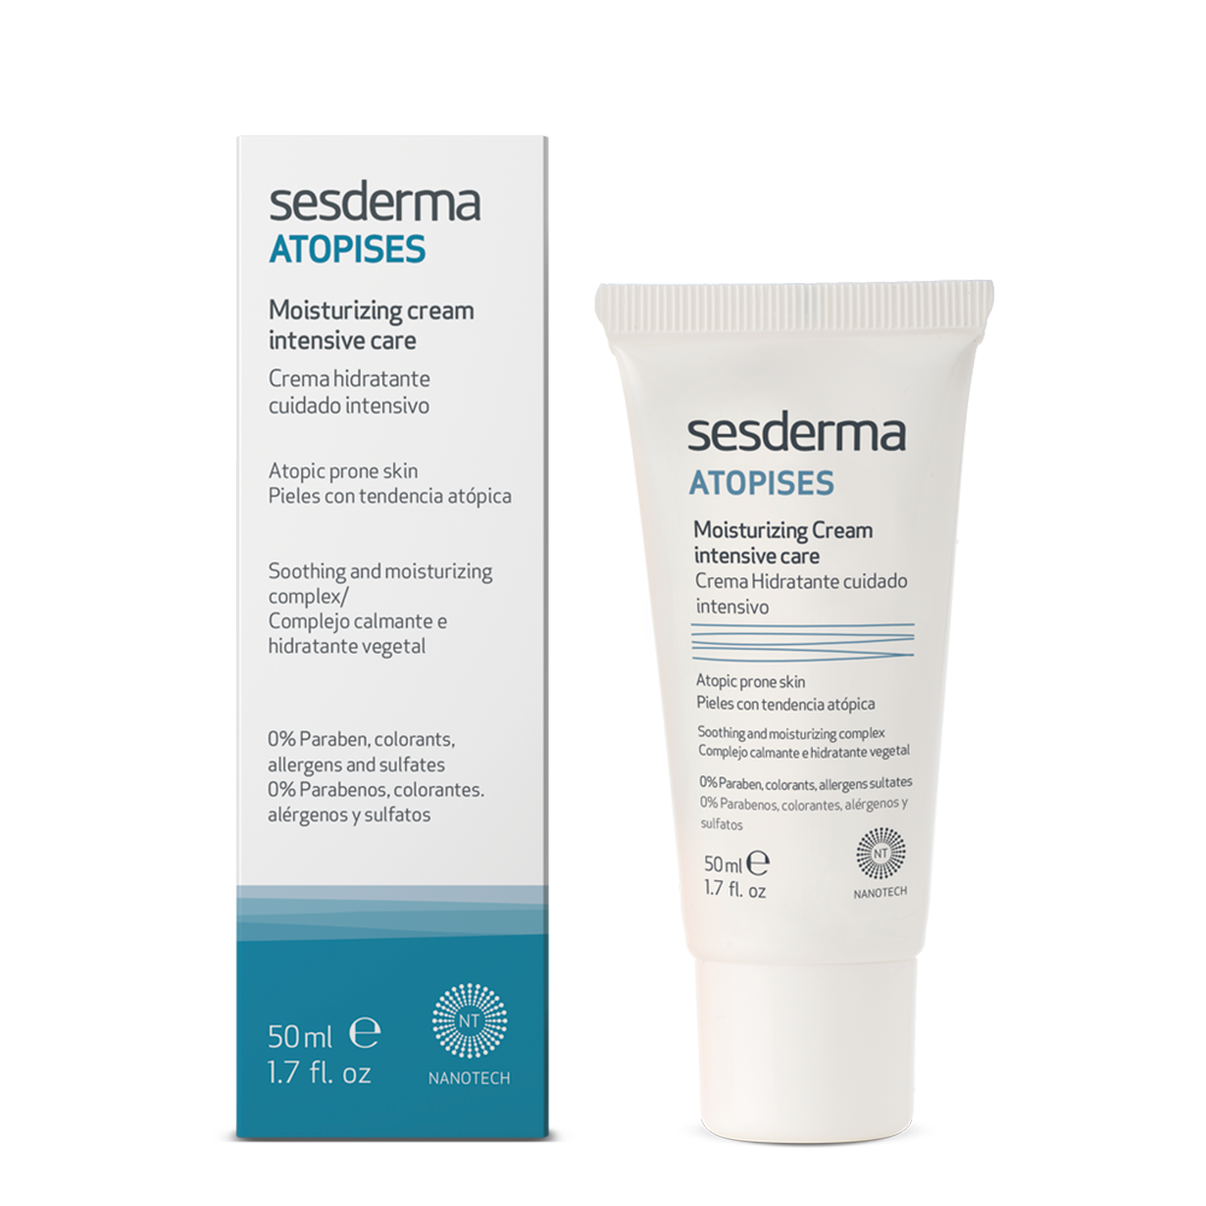 sesderma
ATOPISES
Moisturizing cream
intensive care
Crema hidratante
cuidado intensivo
Atopic prone skin
Pieles con tendencia atópica
Soothing and moisturizing
complex/
Complejo calmante e
hidratante vegetal
0% Paraben, colorants,
allergens and sulfates
0% Parabenos, colorantes.
alérgenos y sulfatos
50 ml ℮
1.7 fl. oz
NT
NANOTECH
sesderma
ATOPISES
Moisturizing Cream
intensive care
Crema Hidratante cuidado
intensivo
Atopic prone skin
Pieles con tendencia atópica
Soothing and moisturizing complex
Complejo calmante e hidratante vegetal
0% Paraben, colorants, allergens sultates
0% Parabenos, colorantes, alérgenos y
sulfatos
50 ml ℮
1.7 fl. oz
NT
NANOTECH